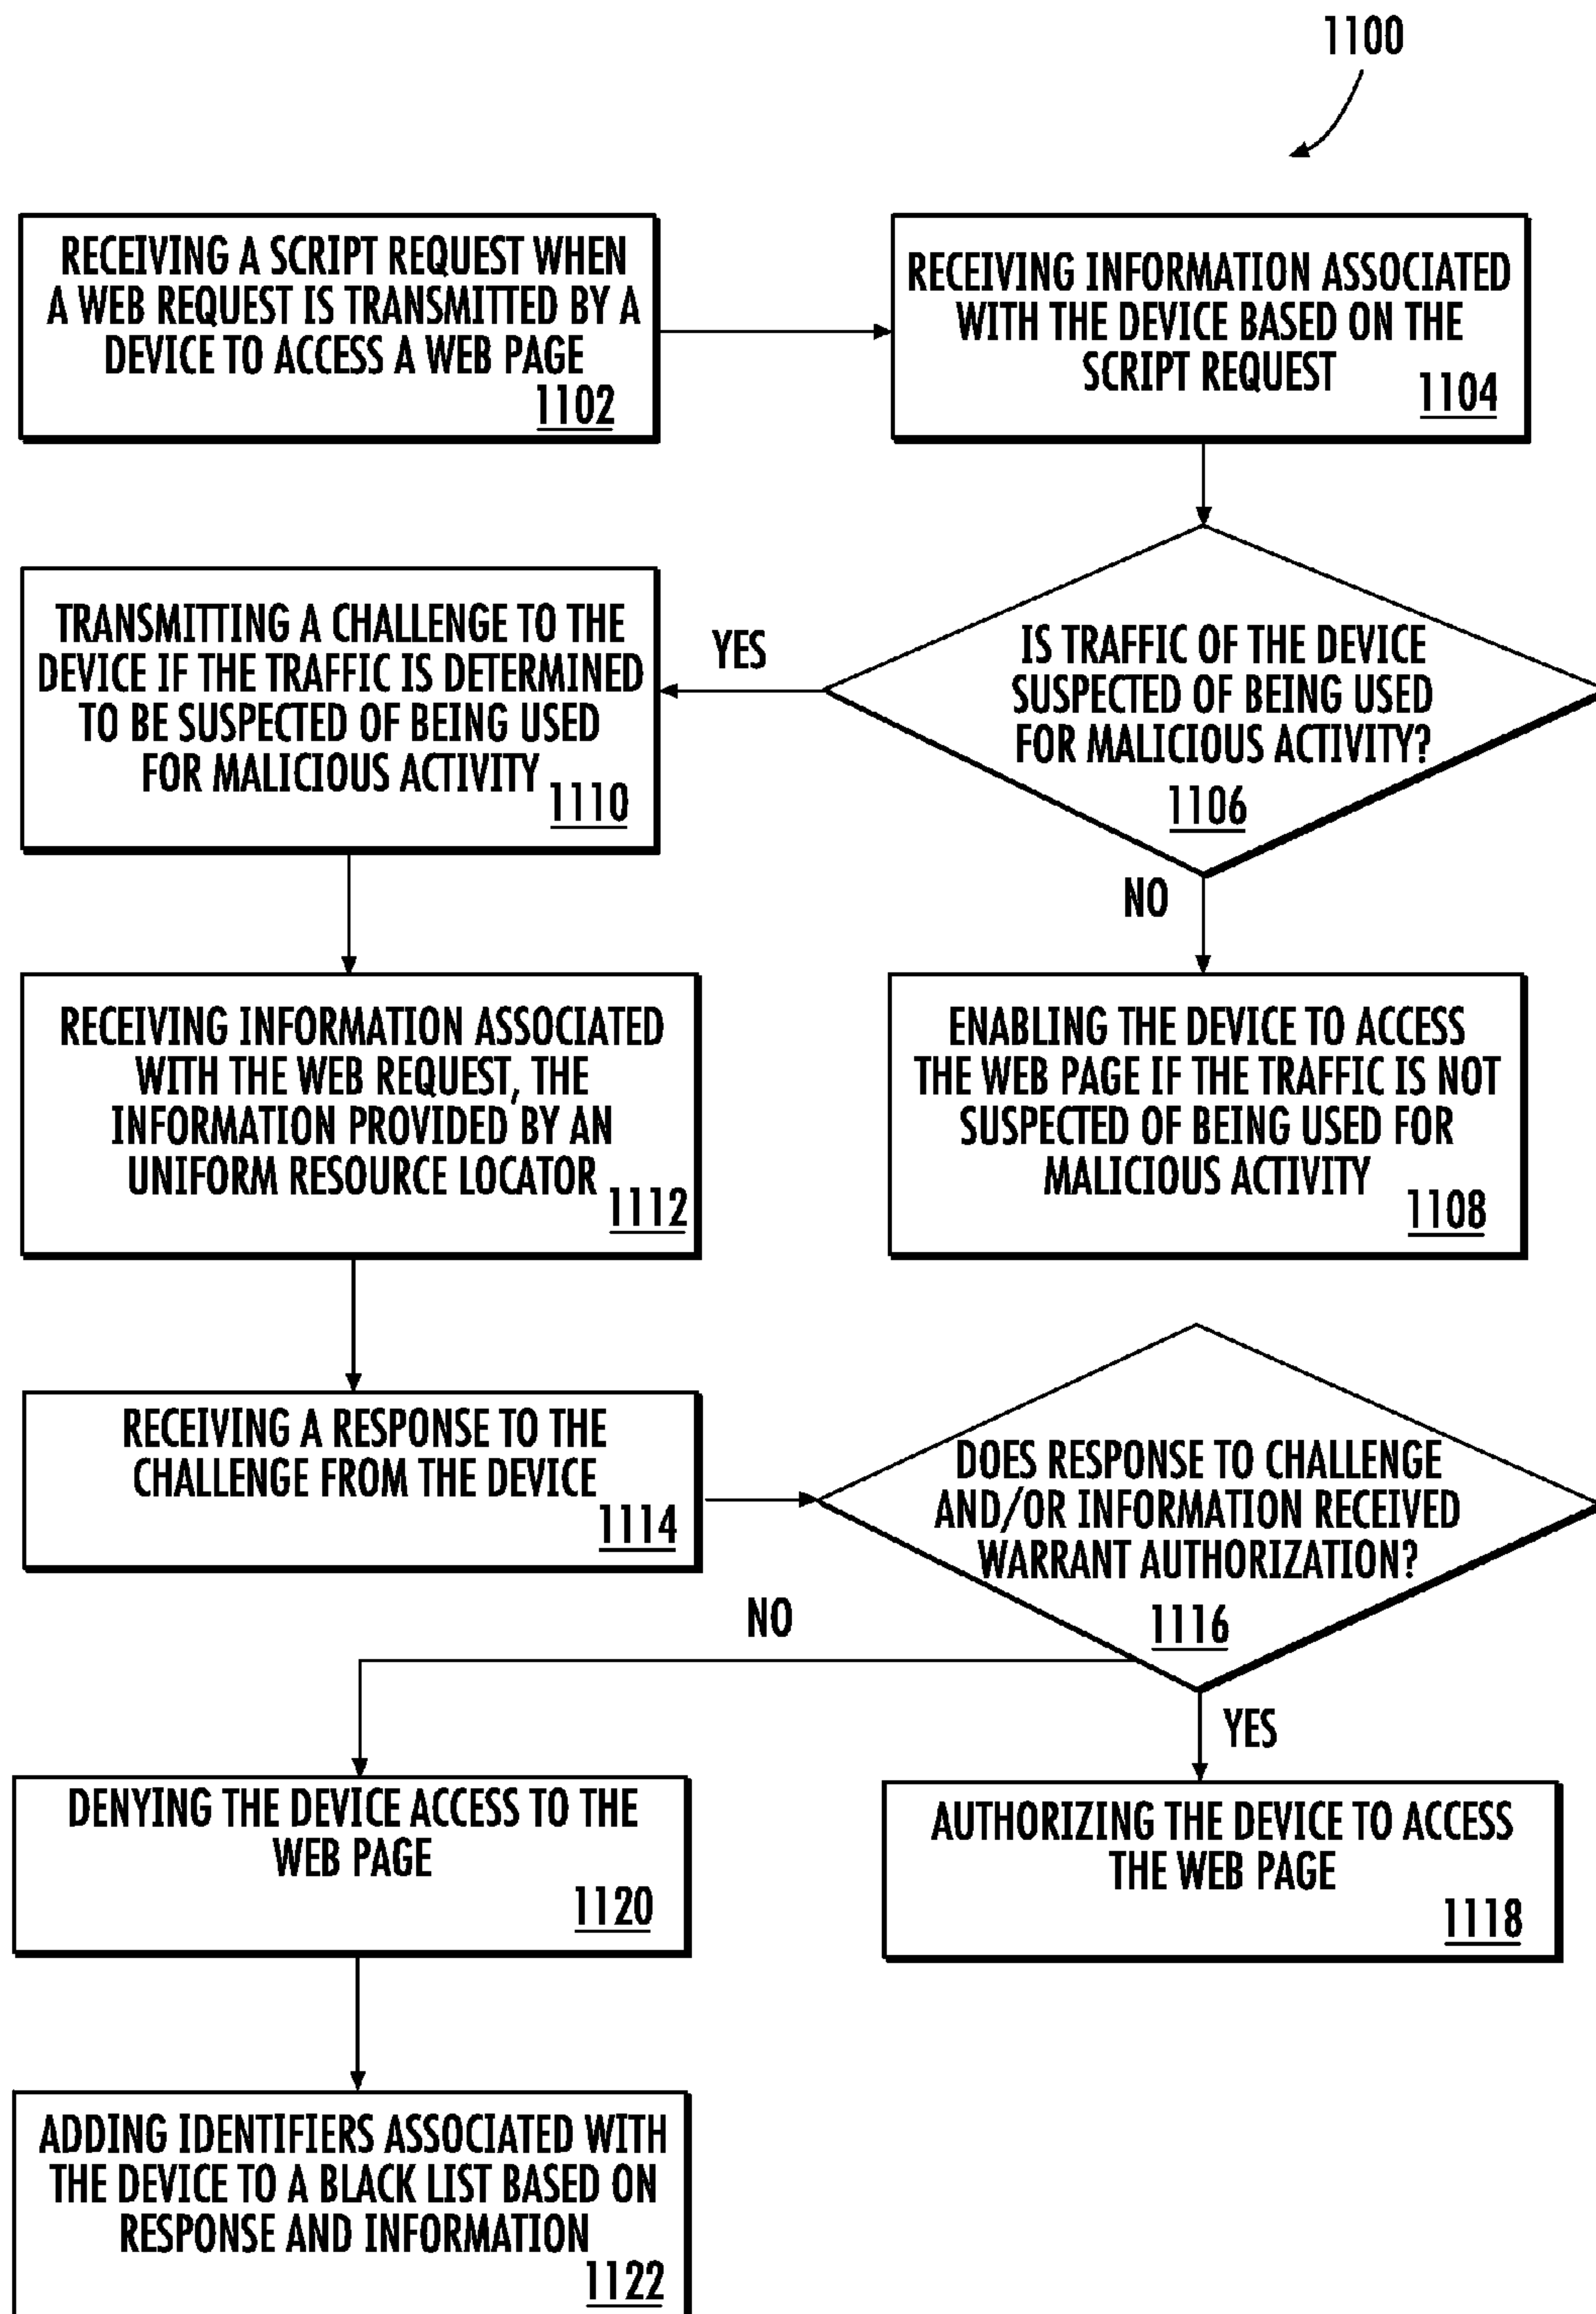 1100
RECEIVING A SCRIPT REQUEST WHEN
A WEB REQUEST IS TRANSMITTED BY A
DEVICE TO ACCESS A WEB PAGE
1102
RECEIVING INFORMATION ASSOCIATED
WITH THE DEVICE BASED ON THE
SCRIPT REQUEST
1104
IS TRAFFIC OF THE DEVICE
SUSPECTED OF BEING USED
FOR MALICIOUS ACTIVITY?
1106
YES
NO
TRANSMITTING A CHALLENGE TO THE
DEVICE IF THE TRAFFIC IS DETERMINED
TO BE SUSPECTED OF BEING USED
FOR MALICIOUS ACTIVITY
1110
ENABLING THE DEVICE TO ACCESS
THE WEB PAGE IF THE TRAFFIC IS NOT
SUSPECTED OF BEING USED FOR
MALICIOUS ACTIVITY
1108
RECEIVING INFORMATION ASSOCIATED
WITH THE WEB REQUEST, THE
INFORMATION PROVIDED BY AN
UNIFORM RESOURCE LOCATOR
1112
RECEIVING A RESPONSE TO THE
CHALLENGE FROM THE DEVICE
1114
DOES RESPONSE TO CHALLENGE
AND/OR INFORMATION RECEIVED
WARRANT AUTHORIZATION?
1116
NO
YES
DENYING THE DEVICE ACCESS TO THE
WEB PAGE
1120
AUTHORIZING THE DEVICE TO ACCESS
THE WEB PAGE
1118
ADDING IDENTIFIERS ASSOCIATED WITH
THE DEVICE TO A BLACK LIST BASED ON
RESPONSE AND INFORMATION
1122